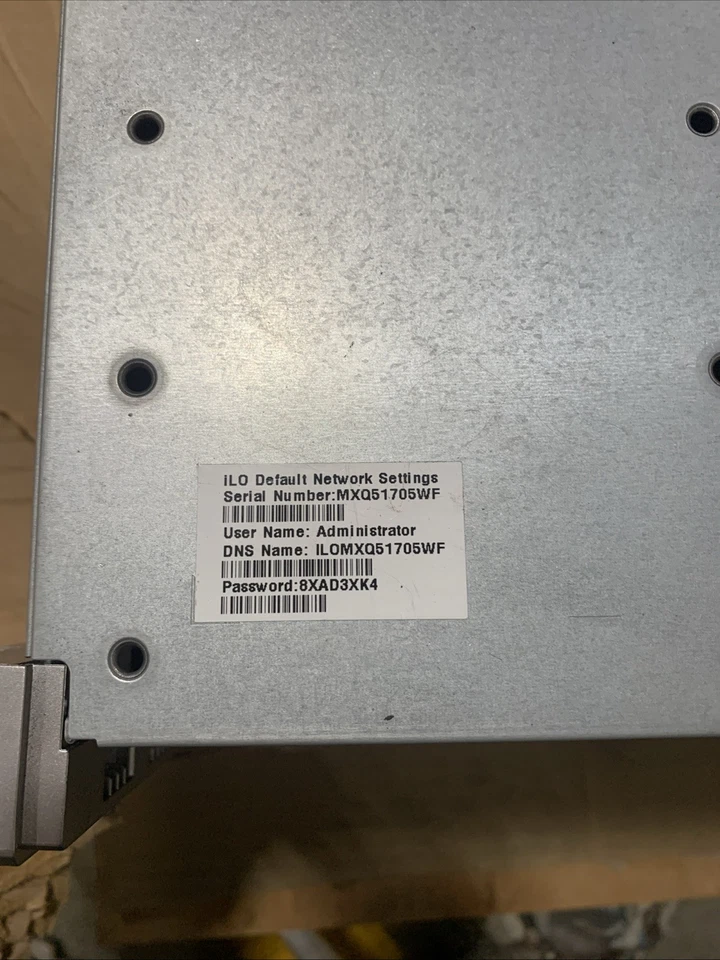 iLO Default Network Settings
Serial Number:MXQ51705WF
User Name: Administrator
DNS Name: ILOMXQ51705WF
Password:8XAD3XK4